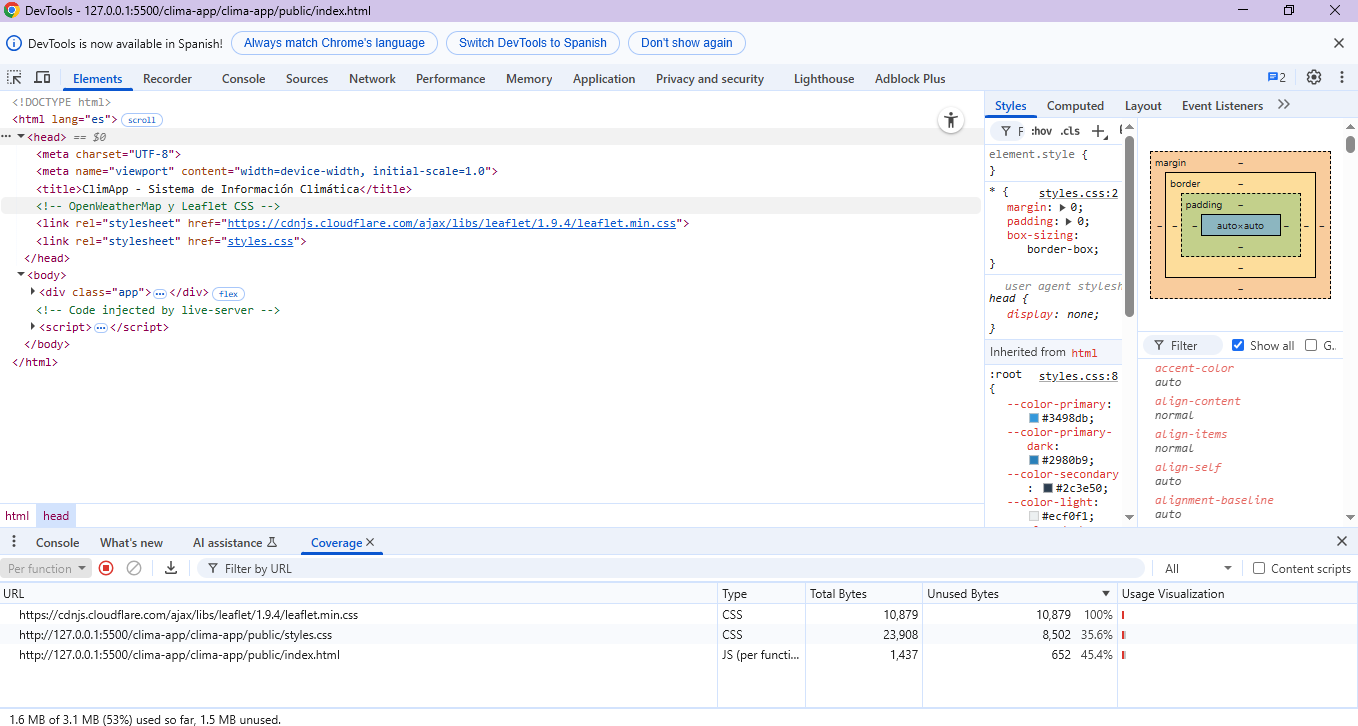 DevTools - 127.0.0.1:5500/clima-app/clima-app/public/index.html
DevTools is now available in Spanish! Always match Chrome's language Switch DevTools to Spanish Don't show again
Elements Recorder Console Sources Network Performance Memory Application Privacy and security Lighthouse Adblock Plus 2
<!DOCTYPE html>
<html lang="es"> scroll
<head> == $0
<meta charset="UTF-8">
<meta name="viewport" content="width=device-width, initial-scale=1.0">
<title>ClimApp - Sistema de Información Climática</title>
<!-- OpenWeatherMap y Leaflet CSS -->
<link rel="stylesheet" href="https://cdnjs.cloudflare.com/ajax/libs/leaflet/1.9.4/leaflet.min.css">
<link rel="stylesheet" href="styles.css">
</head>
<body>
<div class="app"> </div> flex
<!-- Code injected by live-server -->
<script> </script>
</body>
</html>
html head
Styles Computed Layout Event Listeners
F :hov .cls
element.style {
}
* { styles.css:2
margin: 0;
padding: 0;
box-sizing:
border-box;
}
user agent stylesh
head {
display: none;
}
Inherited from html
:root styles.css:8
{
--color-primary:
#3498db;
--color-primary-
dark:
#2980b9;
--color-secondary
: #2c3e50;
--color-light:
#ecf0f1;
margin –
border –
padding –
– – – auto×auto – – –
–
–
–
Filter Show all G..
accent-color
auto
align-content
normal
align-items
normal
align-self
auto
alignment-baseline
auto
Console What's new AI assistance Coverage
Per function Filter by URL All Content scripts
URL Type Total Bytes Unused Bytes Usage Visualization
https://cdnjs.cloudflare.com/ajax/libs/leaflet/1.9.4/leaflet.min.css CSS 10,879 10,879 100%
http://127.0.0.1:5500/clima-app/clima-app/public/styles.css CSS 23,908 8,502 35.6%
http://127.0.0.1:5500/clima-app/clima-app/public/index.html JS (per functi... 1,437 652 45.4%
1.6 MB of 3.1 MB (53%) used so far, 1.5 MB unused.